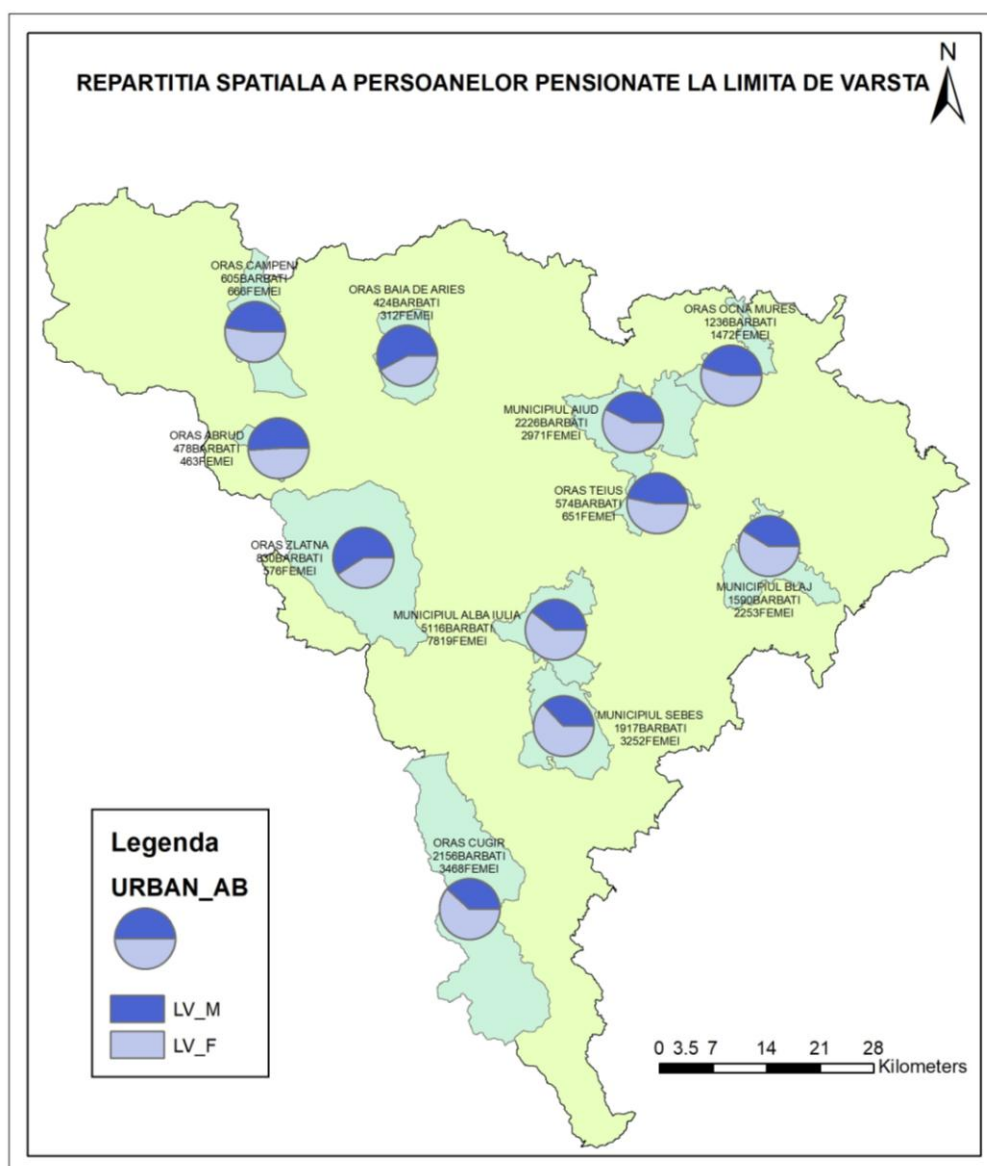 N
REPARTITIA SPATIALA A PERSOANELOR PENSIONATE LA LIMITA DE VARSTA
ORAS CAMPENI
605BARBATI
666FEMEI
ORAS BAIA DE ARIES
424BARBATI
312FEMEI
ORAS OCNA MURES
1236BARBATI
1472FEMEI
MUNICIPIUL AIUD
2226BARBATI
2971FEMEI
ORAS ABRUD
478BARBATI
463FEMEI
ORAS TEIUS
574BARBATI
651FEMEI
ORAS ZLATNA
830BARBATI
576FEMEI
MUNICIPIUL BLAJ
1590BARBATI
2253FEMEI
MUNICIPIUL ALBA IULIA
5116BARBATI
7819FEMEI
MUNICIPIUL SEBES
1917BARBATI
3252FEMEI
ORAS CUGIR
2156BARBATI
3468FEMEI
Legenda
URBAN_AB
LV_M
LV_F
0 3.5 7 14 21 28
Kilometers